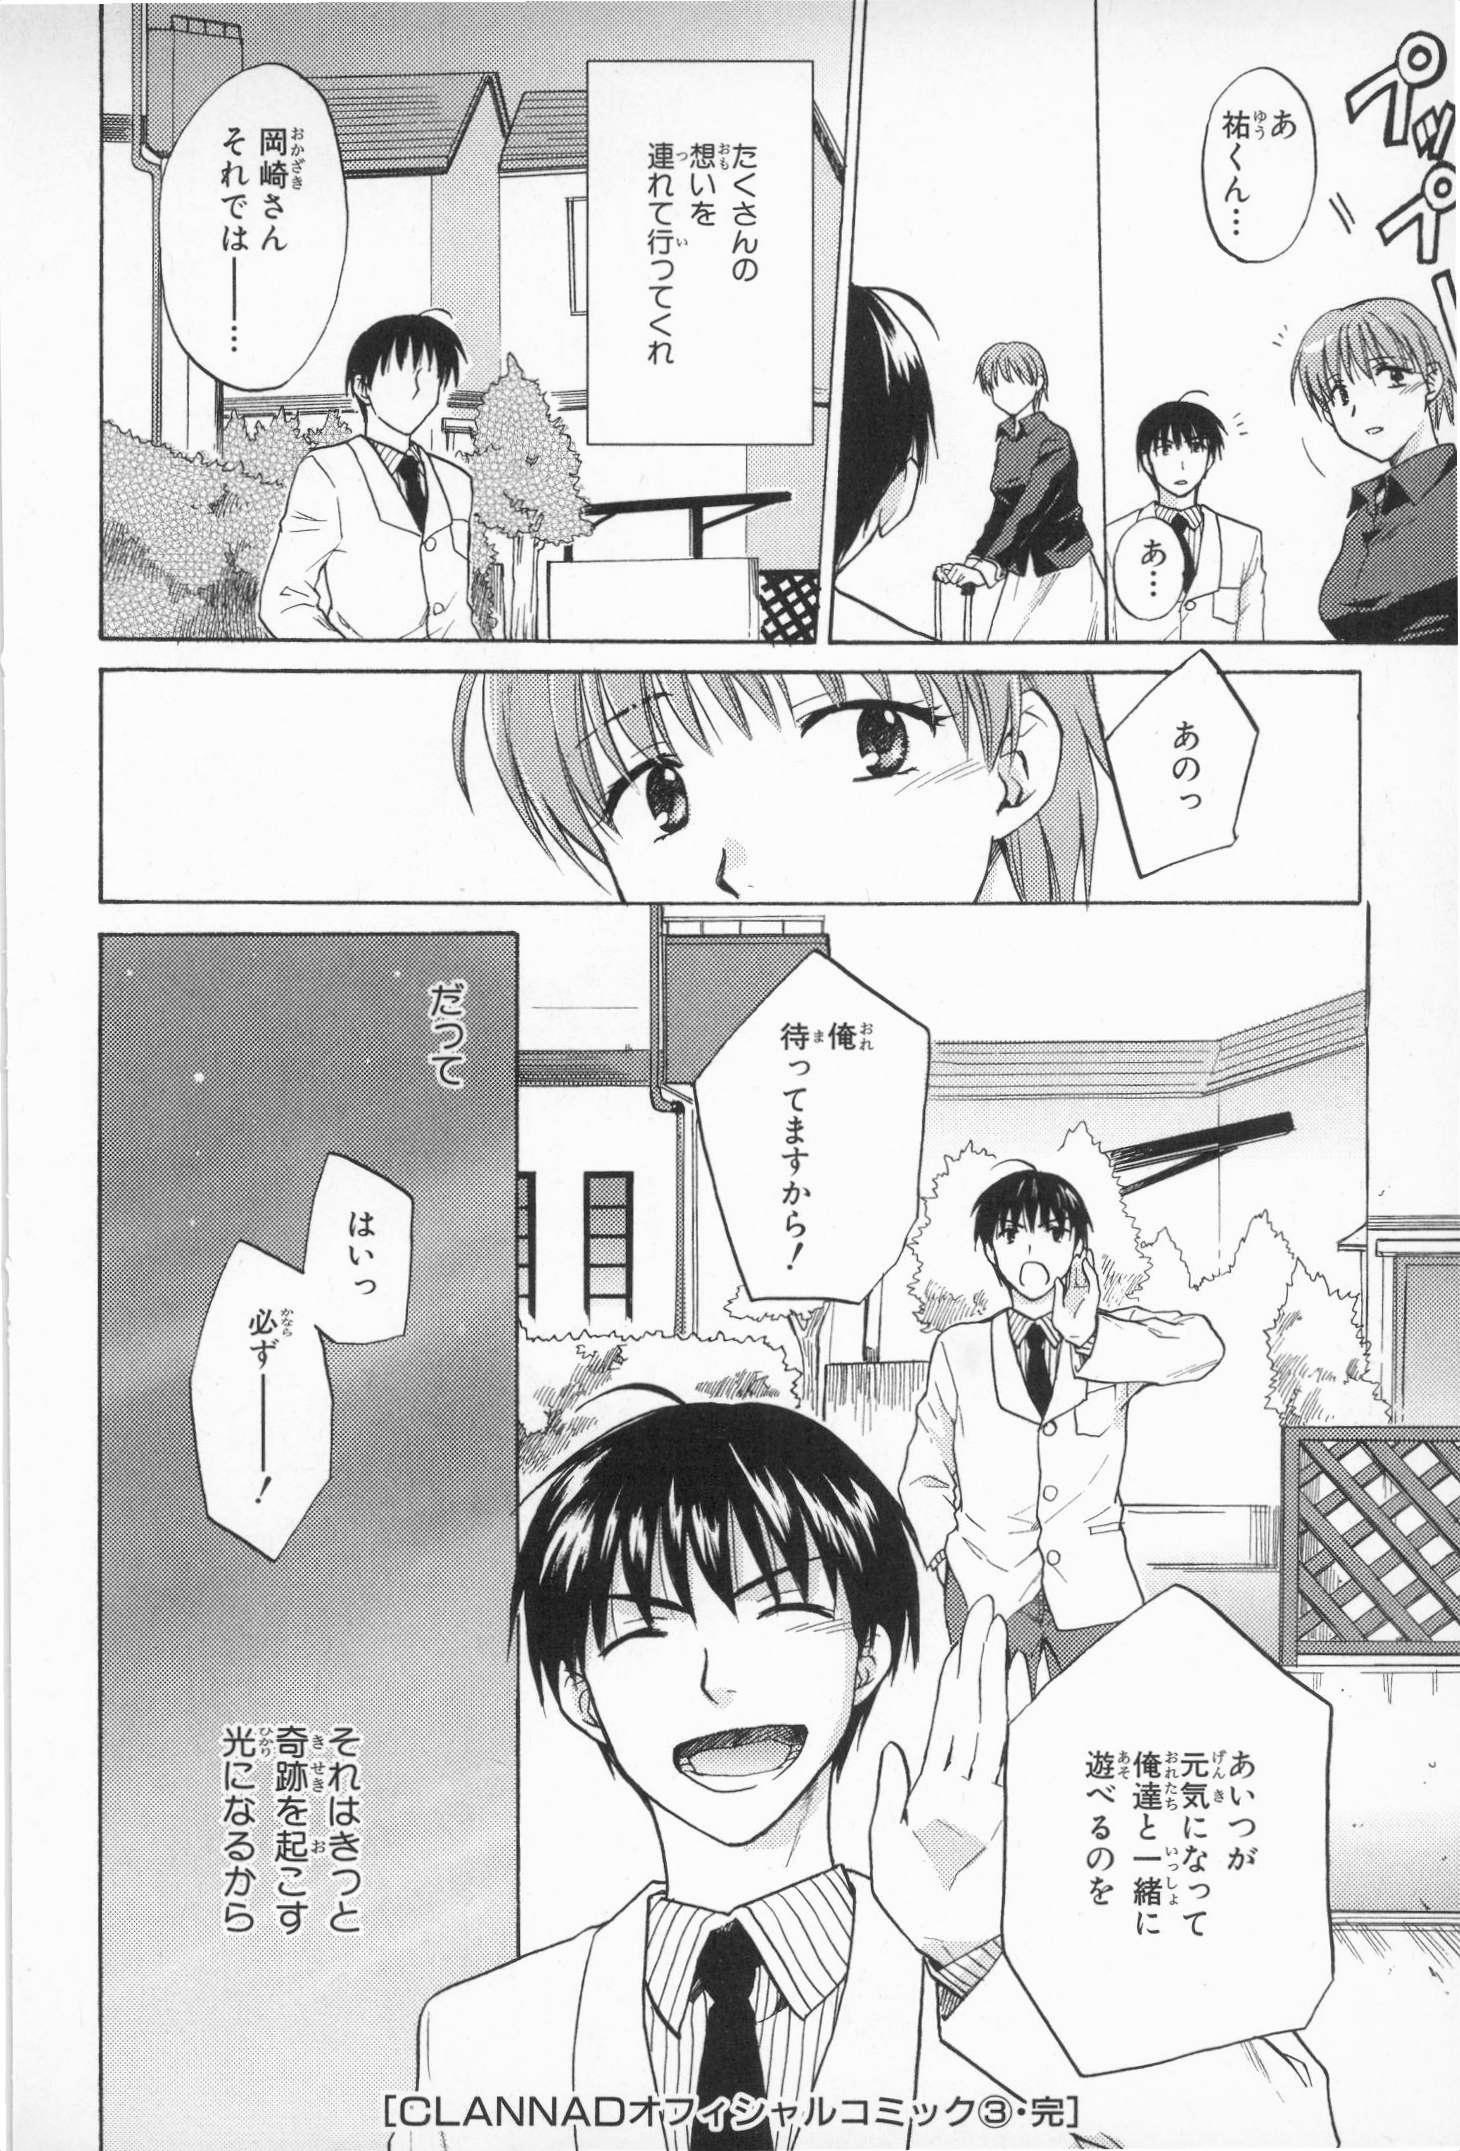 パッパー
あ
祐くん…
あ…
たくさんの
想いを
連れて行ってくれ
岡崎さん
それでは――…
あのっ
俺
待ってますから！
あいつが
元気になって
俺達と一緒に
遊べるのを
だって
はいっ
必ず――！
それはきっと
奇跡を起こす
光になるから
［CLANNADオフィシャルコミック③・完］